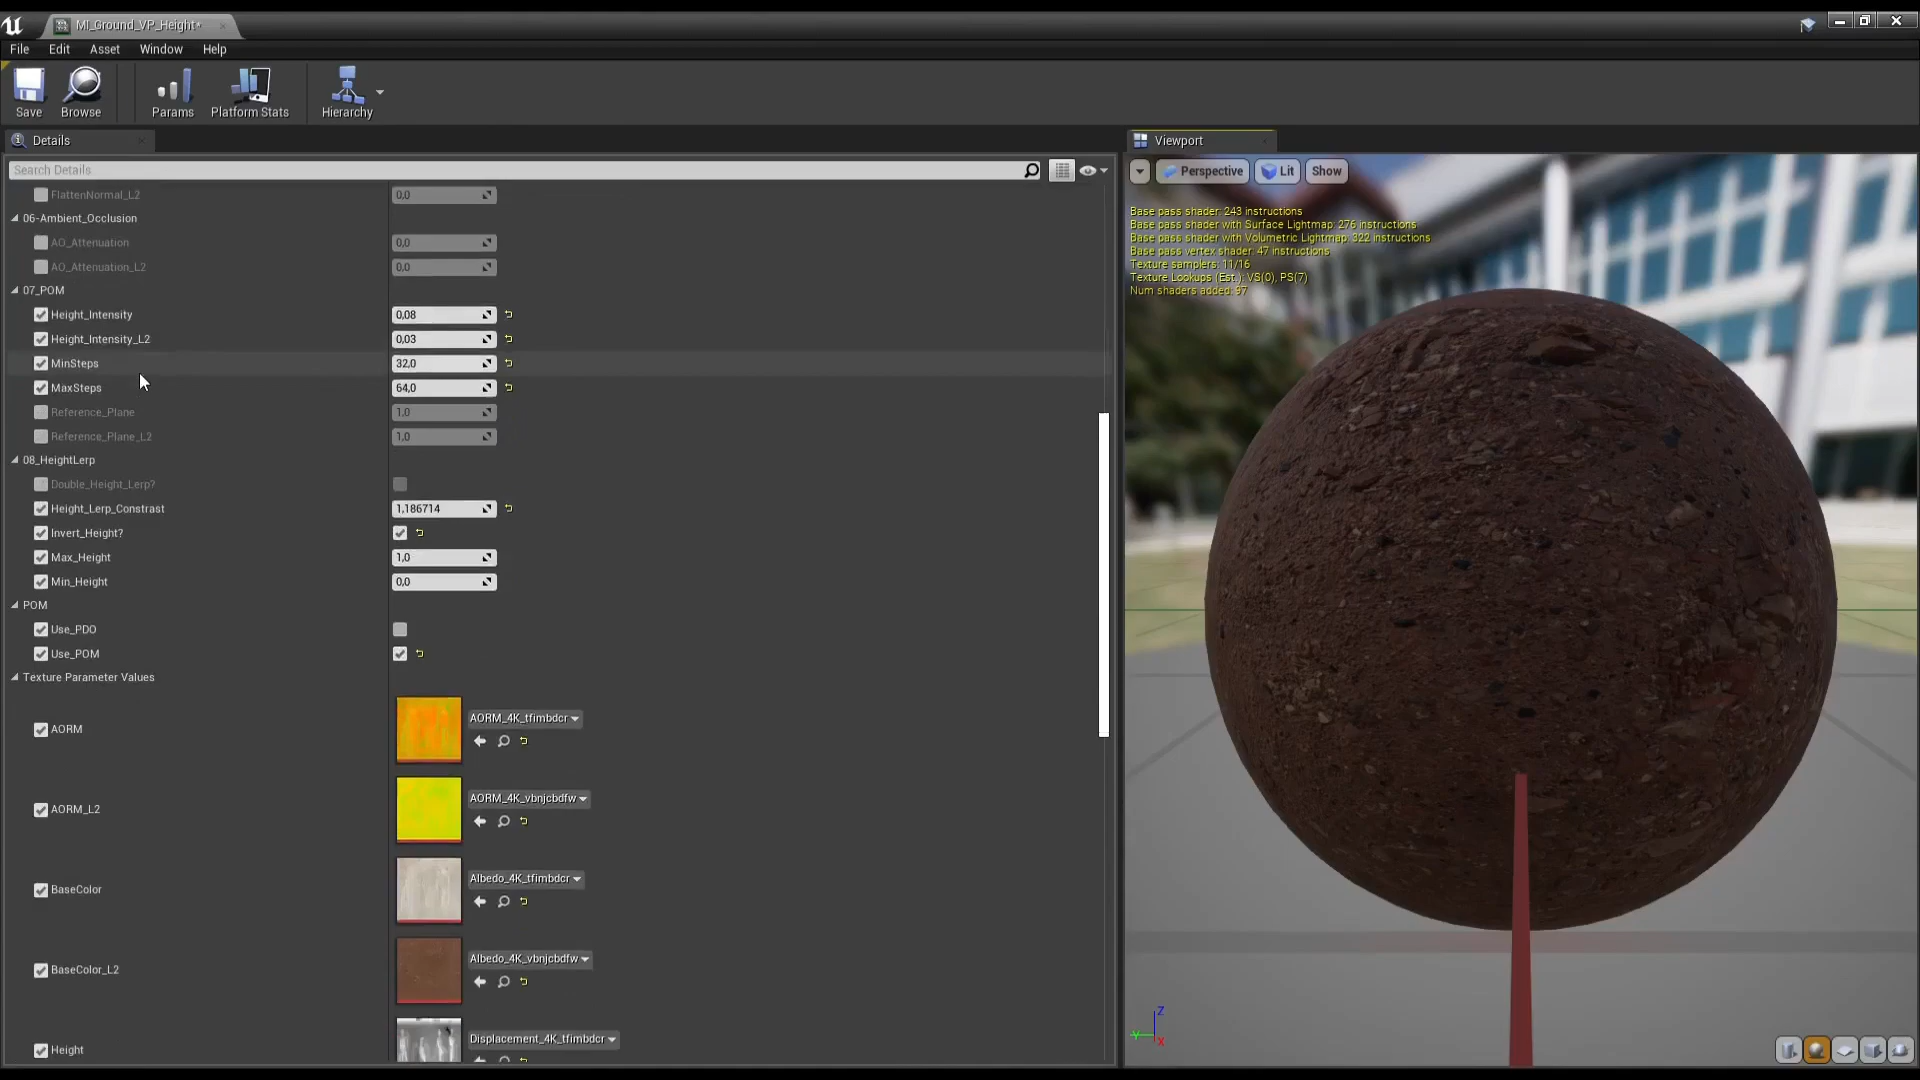 MI_Ground_VP_Height*
File Edit Asset Window Help
Save Browse Params Platform Stats Hierarchy
Details
Search Details
FlattenNormal_L2 0,0
06-Ambient_Occlusion
AO_Attenuation 0,0
AO_Attenuation_L2 0,0
07_POM
Height_Intensity 0,08
Height_Intensity_L2 0,03
MinSteps 32,0
MaxSteps 64,0
Reference_Plane 1,0
Reference_Plane_L2 1,0
08_HeightLerp
Double_Height_Lerp?
Height_Lerp_Constrast 1,186714
Invert_Height?
Max_Height 1,0
Min_Height 0,0
POM
Use_PDO
Use_POM
Texture Parameter Values
AORM AORM_4K_tfimbdcr
AORM_L2 AORM_4K_vbnjcbdfw
BaseColor Albedo_4K_tfimbdcr
BaseColor_L2 Albedo_4K_vbnjcbdfw
Height Displacement_4K_tfimbdcr
Viewport
Perspective Lit Show
Base pass shader: 243 instructions
Base pass shader with Surface Lightmap: 276 instructions
Base pass shader with Volumetric Lightmap: 322 instructions
Base pass vertex shader: 47 instructions
Texture samplers: 11/16
Texture Lookups (Est.): VS(0), PS(7)
Num shaders added: 97
Z
Y
X